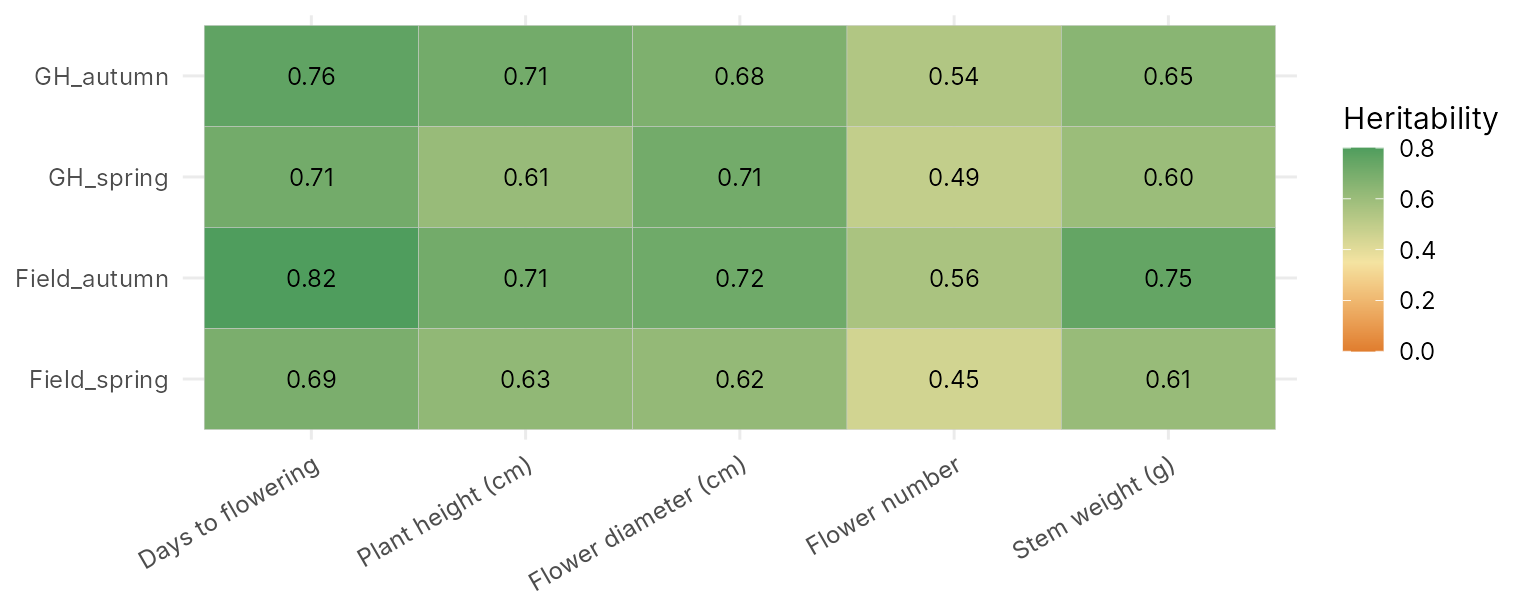 GH_autumn 0.76 0.71 0.68 0.54 0.65
GH_spring 0.71 0.61 0.71 0.49 0.60
Field_autumn 0.82 0.71 0.72 0.56 0.75
Field_spring 0.69 0.63 0.62 0.45 0.61
Days to flowering
Plant height (cm)
Flower diameter (cm)
Flower number
Stem weight (g)
Heritability
0.8
0.6
0.4
0.2
0.0